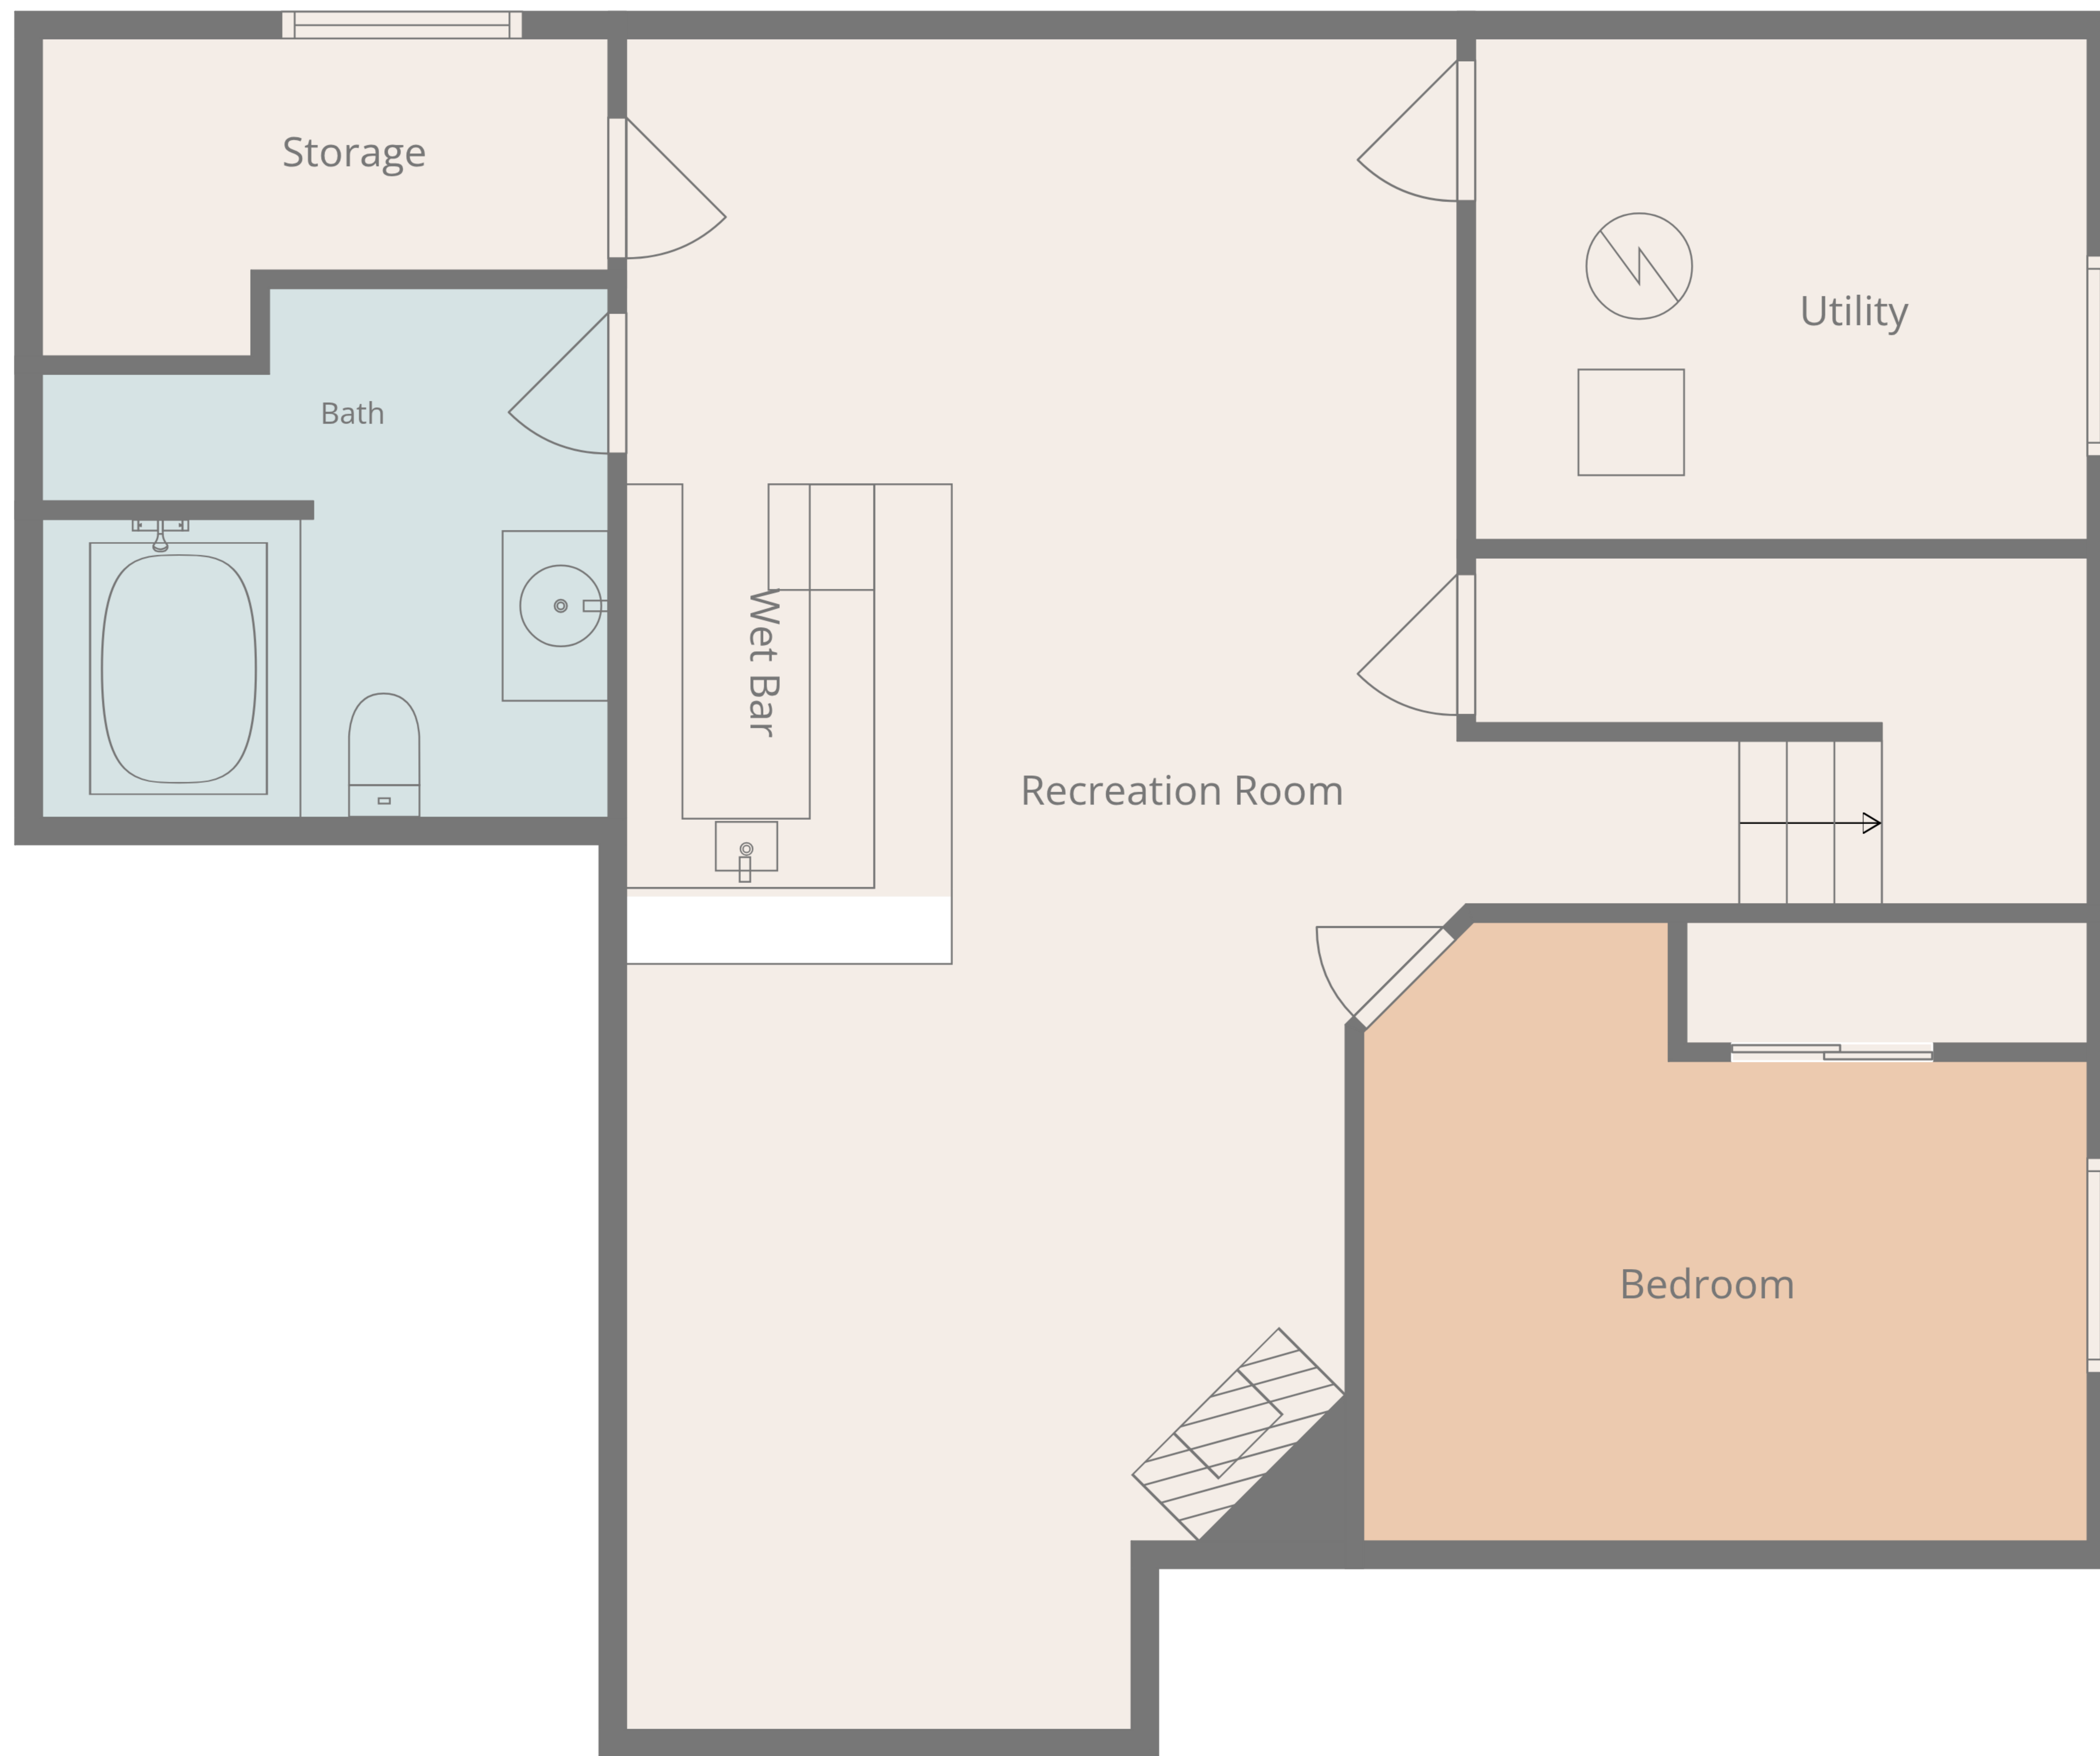 Storage
Utility
Bath
Wet Bar
Recreation Room
Bedroom